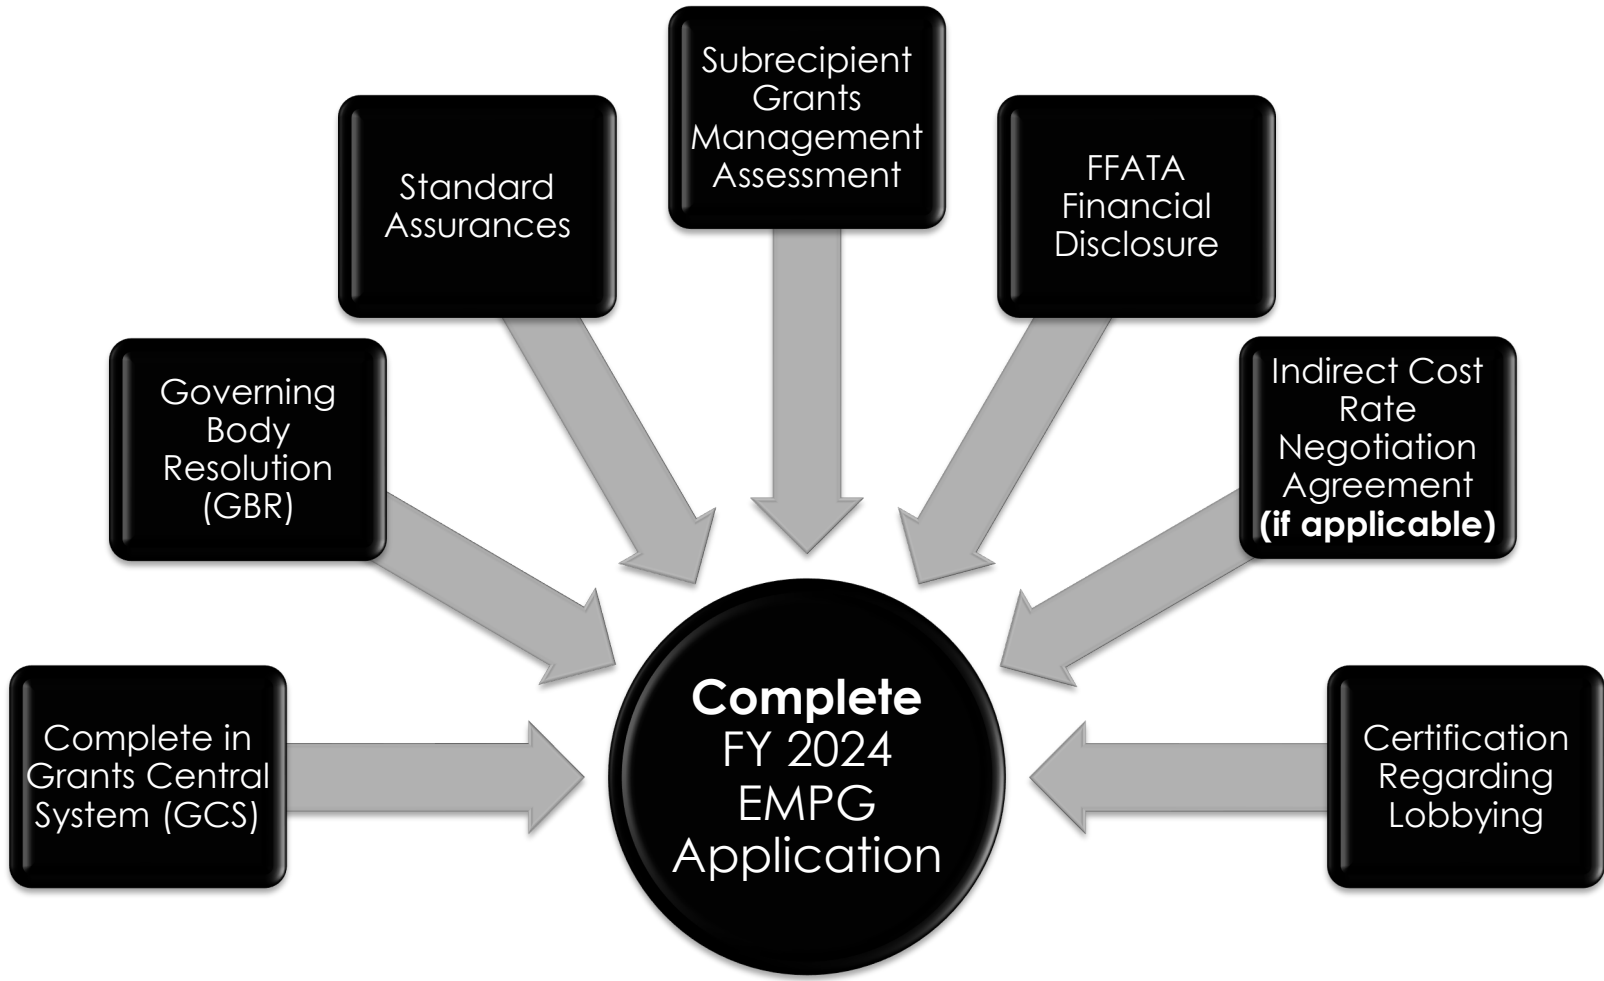 Subrecipient
Grants
Management
Assessment
Standard
Assurances
FFATA
Financial
Disclosure
Governing
Body
Resolution
(GBR)
Indirect Cost
Rate
Negotiation
Agreement
(if applicable)
Complete in
Grants Central
System (GCS)
Complete
FY 2024
EMPG
Application
Certification
Regarding
Lobbying